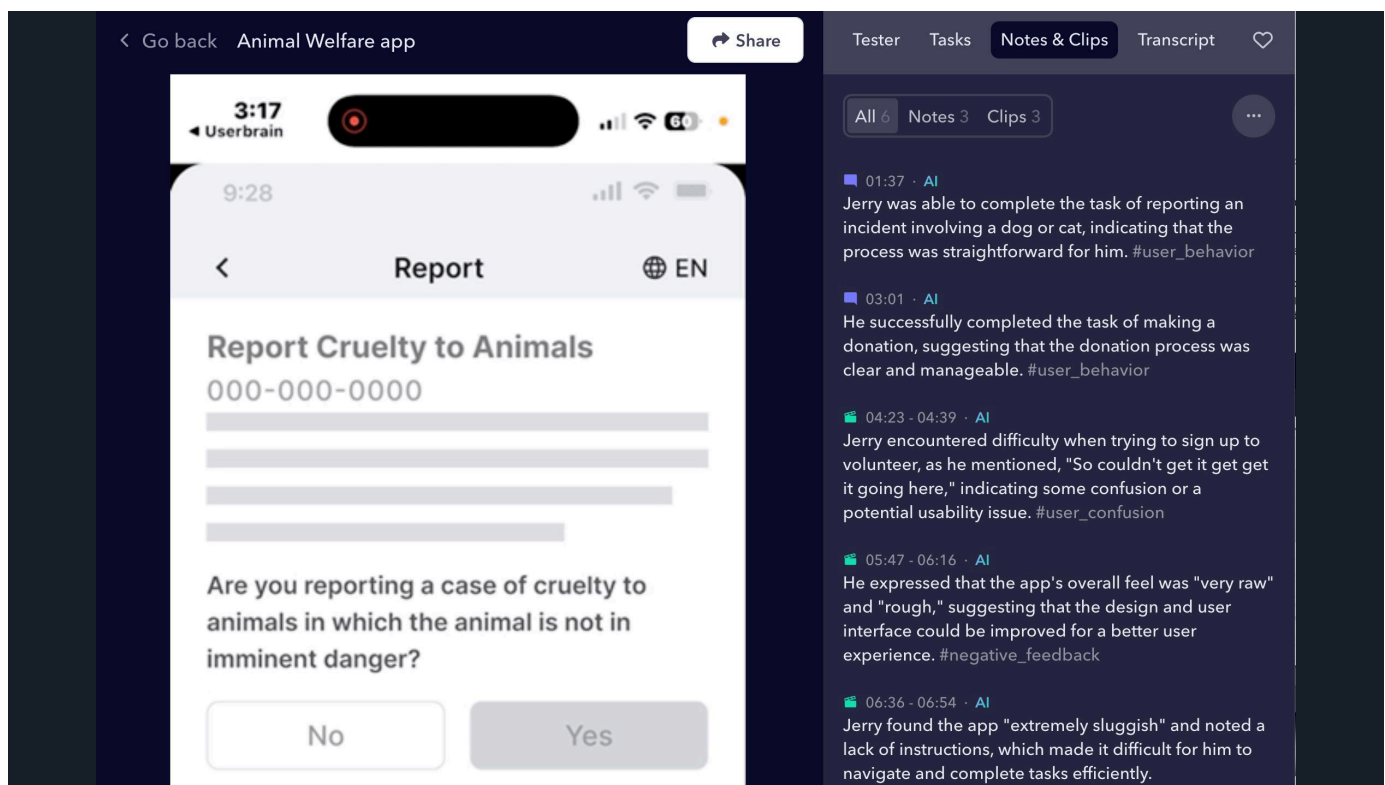 Go back Animal Welfare app
Share
3:17
Userbrain
60
9:28
Report
EN
Report Cruelty to Animals
000-000-0000
Are you reporting a case of cruelty to
animals in which the animal is not in
imminent danger?
No Yes
Tester Tasks Notes & Clips Transcript
All 6 Notes 3 Clips 3
01:37 · AI
Jerry was able to complete the task of reporting an
incident involving a dog or cat, indicating that the
process was straightforward for him. #user_behavior
03:01 · AI
He successfully completed the task of making a
donation, suggesting that the donation process was
clear and manageable. #user_behavior
04:23 - 04:39 · AI
Jerry encountered difficulty when trying to sign up to
volunteer, as he mentioned, "So couldn't get it get get
it going here," indicating some confusion or a
potential usability issue. #user_confusion
05:47 - 06:16 · AI
He expressed that the app's overall feel was "very raw"
and "rough," suggesting that the design and user
interface could be improved for a better user
experience. #negative_feedback
06:36 - 06:54 · AI
Jerry found the app "extremely sluggish" and noted a
lack of instructions, which made it difficult for him to
navigate and complete tasks efficiently.